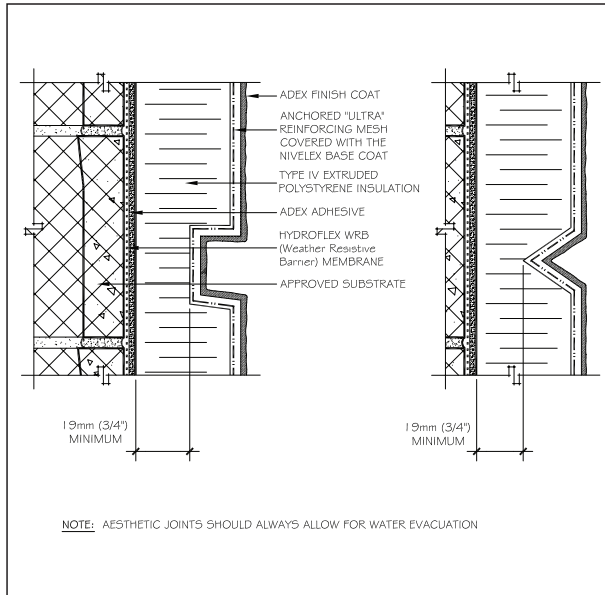 ADEX FINISH COAT
ANCHORED "ULTRA"
REINFORCING MESH
COVERED WITH THE
NIVELEX BASE COAT
TYPE IV EXTRUDED
POLYSTYRENE INSULATION
ADEX ADHESIVE
HYDROFLEX WRB
(Weather Resistive
Barrier) MEMBRANE
APPROVED SUBSTRATE
19mm (3/4")
MINIMUM
19mm (3/4")
MINIMUM
NOTE: AESTHETIC JOINTS SHOULD ALWAYS ALLOW FOR WATER EVACUATION